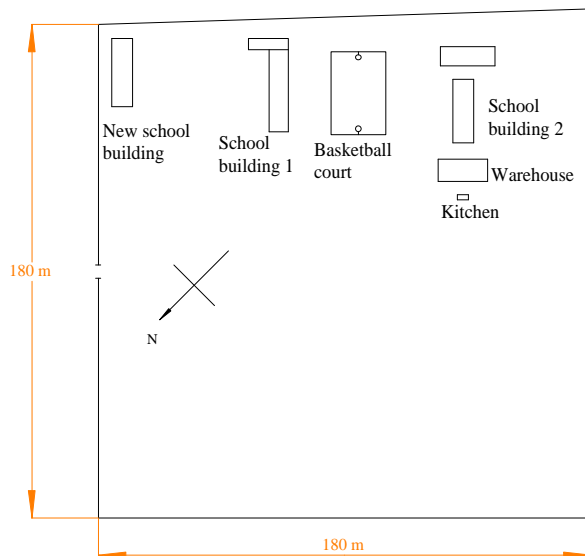 New school
building
School
building 1
Basketball
court
School
building 2
Warehouse
Kitchen
180 m
N
180 m